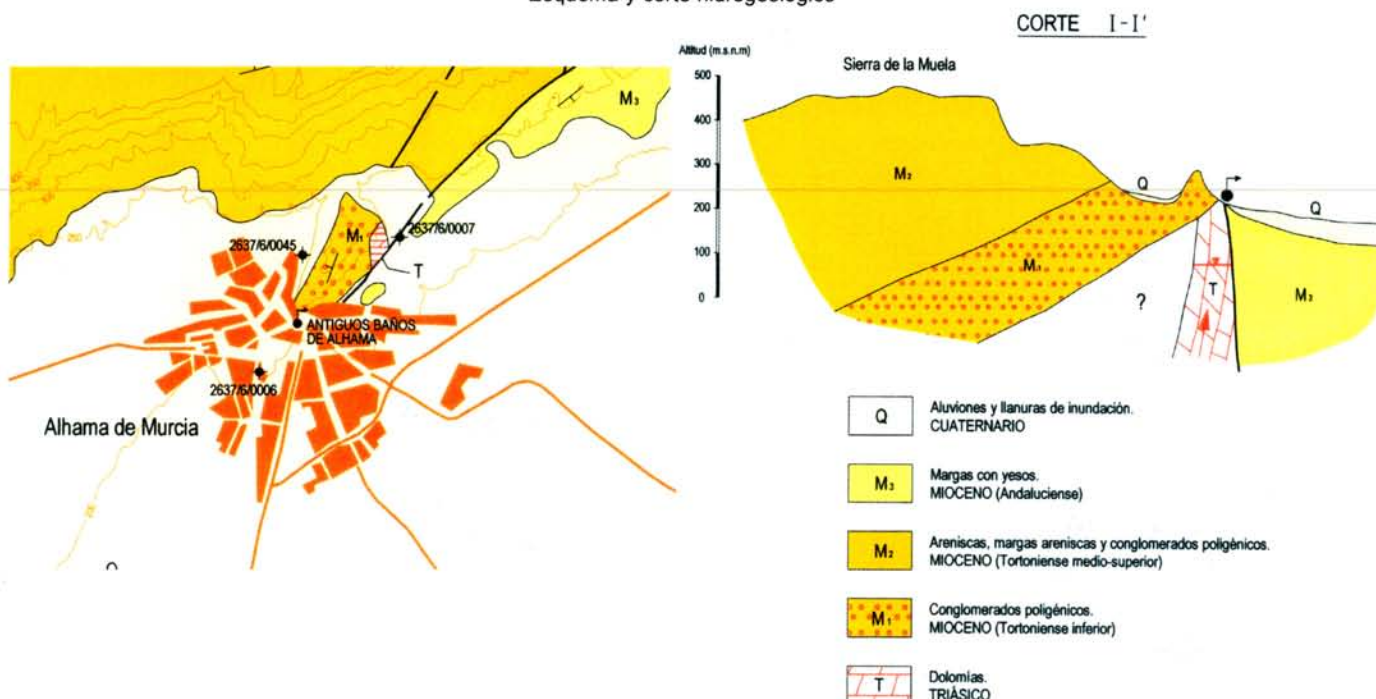 Esquema y corte hidrogeológico
CORTE I-I'
Altitud (m.s.n.m)
500
400
300
200
100
0
Sierra de la Muela
M₂
Q
M₁
?
T
Q
M₃
M₃
M₁
2637/6/0045
2637/6/0007
T
ANTIGUOS BAÑOS
DE ALHAMA
2637/6/0006
Alhama de Murcia
Q
Aluviones y llanuras de inundación.
CUATERNARIO
M₃
Margas con yesos.
MIOCENO (Andaluciense)
M₂
Areniscas, margas areniscas y conglomerados poligénicos.
MIOCENO (Tortoniense medio-superior)
M₁
Conglomerados poligénicos.
MIOCENO (Tortoniense inferior)
T
Dolomías.
TRIÁSICO